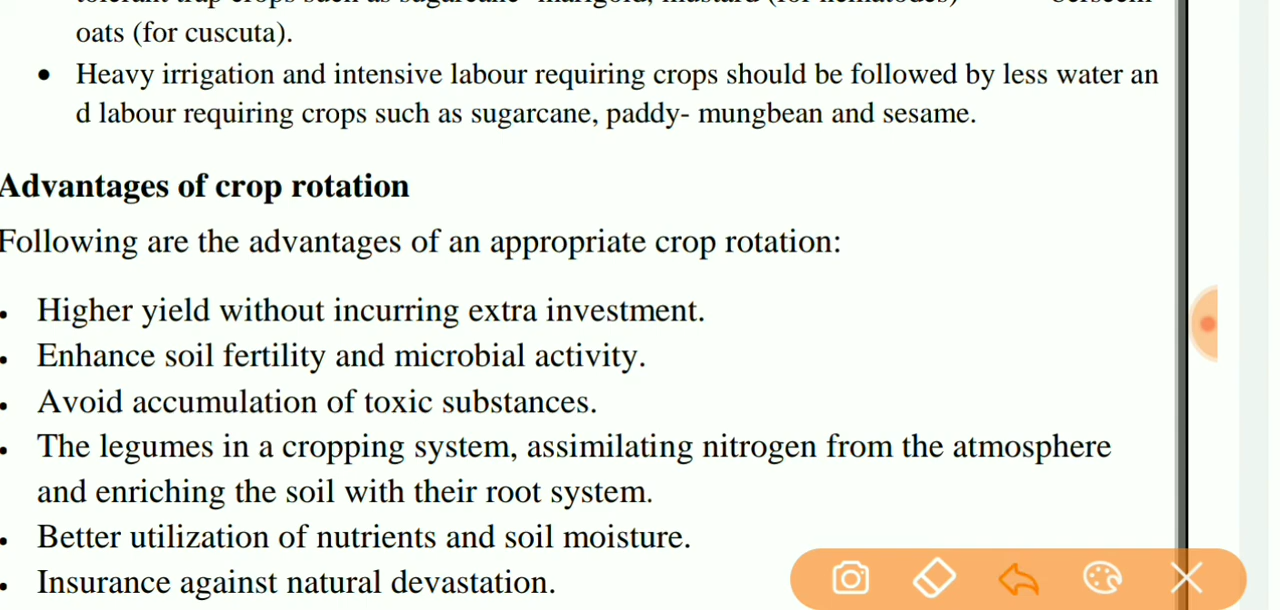 oats (for cuscuta).
• Heavy irrigation and intensive labour requiring crops should be followed by less water an
d labour requiring crops such as sugarcane, paddy- mungbean and sesame.
Advantages of crop rotation
Following are the advantages of an appropriate crop rotation:
• Higher yield without incurring extra investment.
• Enhance soil fertility and microbial activity.
• Avoid accumulation of toxic substances.
• The legumes in a cropping system, assimilating nitrogen from the atmosphere
and enriching the soil with their root system.
• Better utilization of nutrients and soil moisture.
• Insurance against natural devastation.